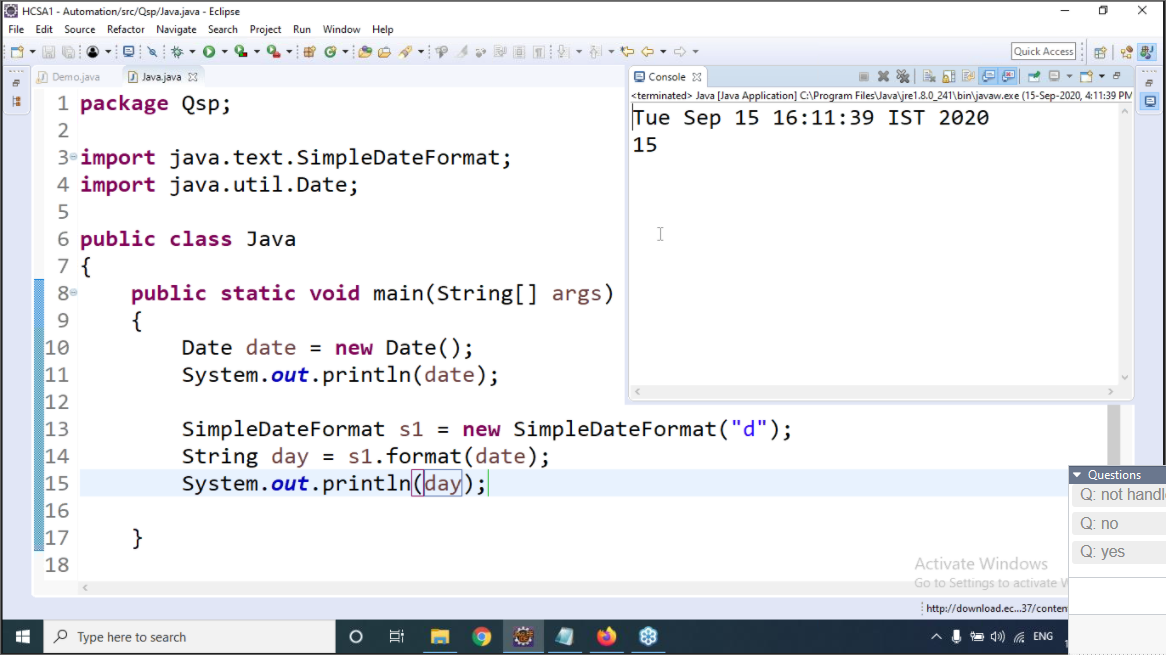 HCSA1 - Automation/src/Qsp/Java.java - Eclipse
File Edit Source Refactor Navigate Search Project Run Window Help
Quick Access
Demo.java Java.java
Console
<terminated> Java [Java Application] C:\Program Files\Java\jre1.8.0_241\bin\javaw.exe (15-Sep-2020, 4:11:39 PM
Tue Sep 15 16:11:39 IST 2020
15
1 package Qsp;
2
3 import java.text.SimpleDateFormat;
4 import java.util.Date;
5
6 public class Java
7 {
8 public static void main(String[] args)
9 {
10 Date date = new Date();
11 System.out.println(date);
12
13 SimpleDateFormat s1 = new SimpleDateFormat("d");
14 String day = s1.format(date);
15 System.out.println(day);
16
17 }
18
Questions
Q: not handl
Q: no
Q: yes
Activate Windows
Go to Settings to activate W
http://download.ec...37/conten
Type here to search
ENG